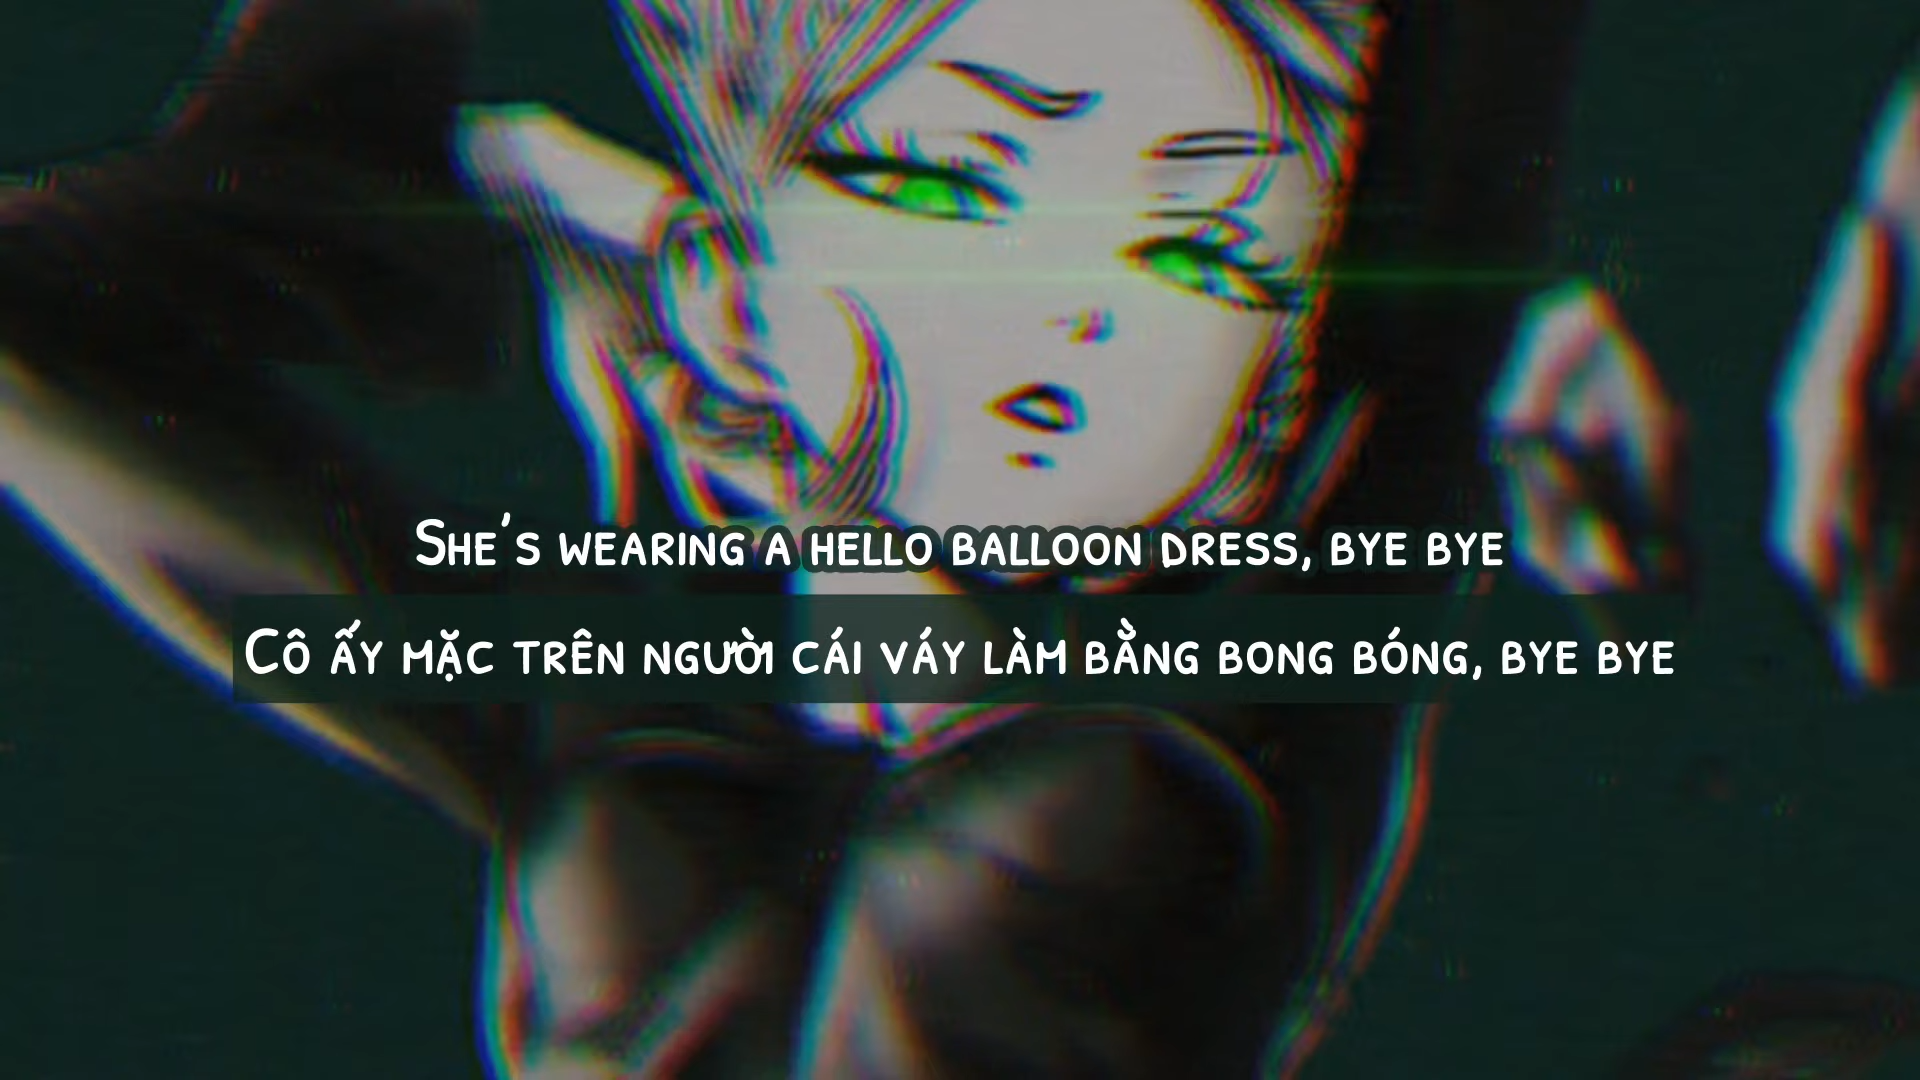 She's wearing a hello balloon dress, bye bye
Cô ấy mặc trên người cái váy làm bằng bong bóng, bye bye